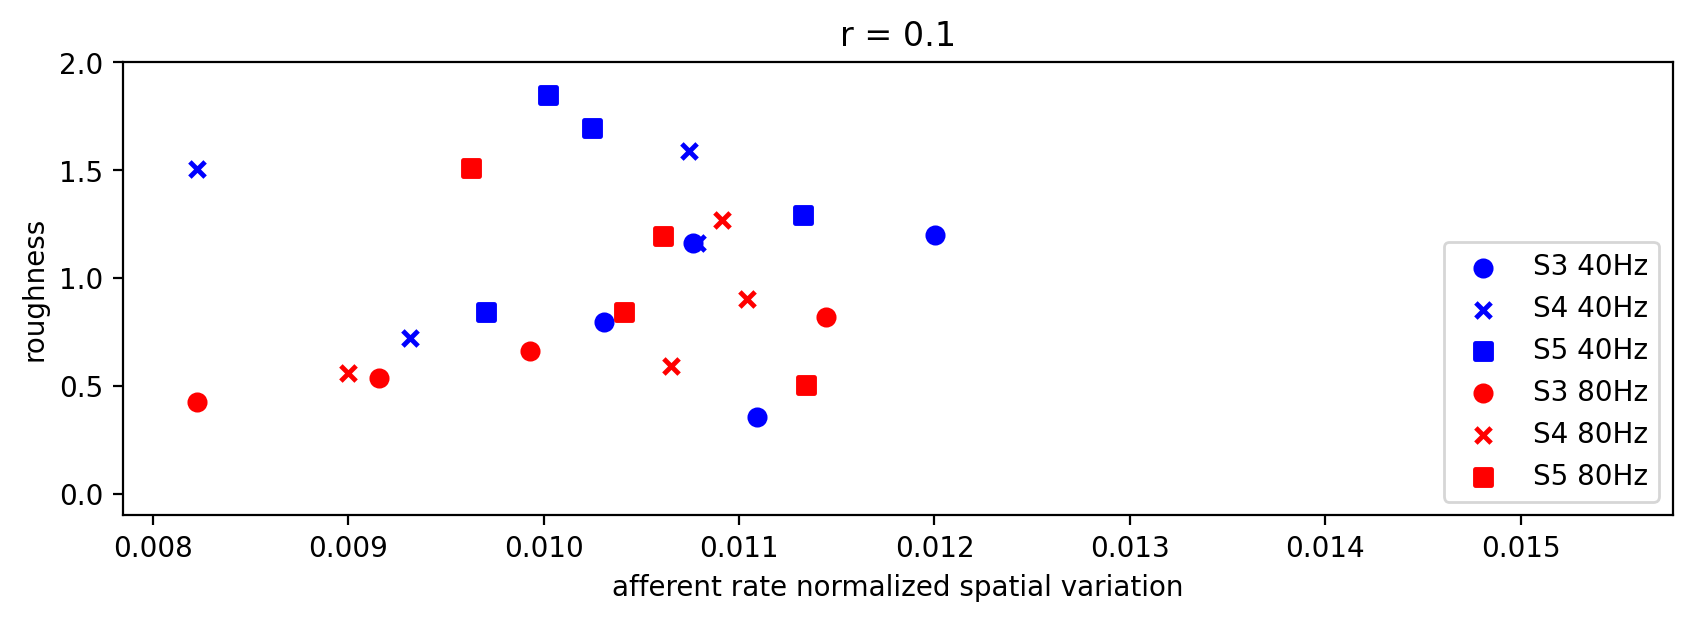 r = 0.1
2.0
1.5
1.0
0.5
0.0
roughness
0.008 0.009 0.010 0.011 0.012 0.013 0.014 0.015
afferent rate normalized spatial variation
S3 40Hz
S4 40Hz
S5 40Hz
S3 80Hz
S4 80Hz
S5 80Hz